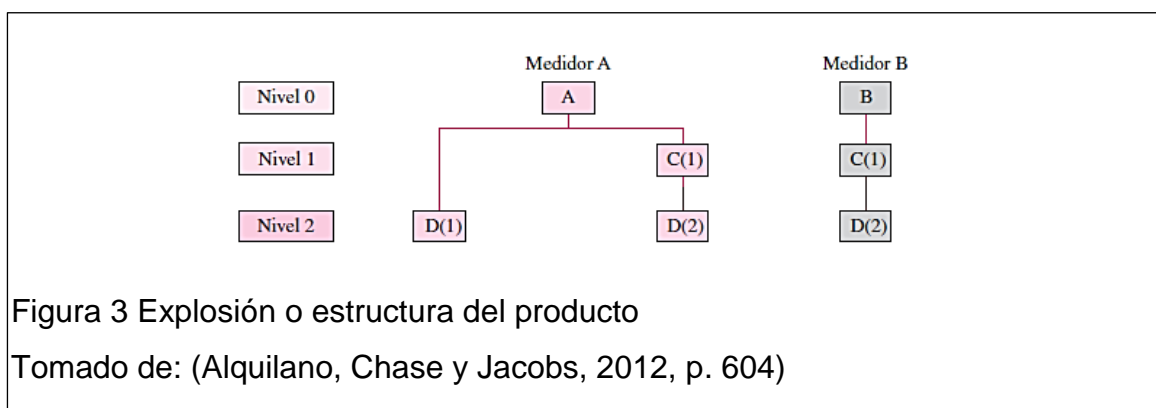 Medidor A Medidor B
Nivel 0 A B
Nivel 1 C(1) C(1)
Nivel 2 D(1) D(2) D(2)
Figura 3 Explosión o estructura del producto
Tomado de: (Alquilano, Chase y Jacobs, 2012, p. 604)